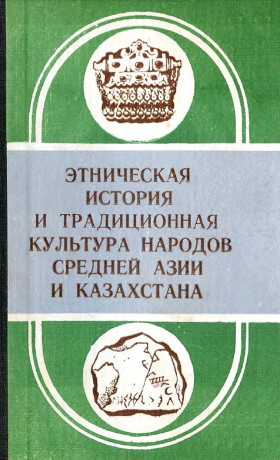 ЭТНИЧЕСКАЯ
ИСТОРИЯ
И ТРАДИЦИОННАЯ
КУЛЬТУРА НАРОДОВ
СРЕДНЕЙ АЗИИ
И КАЗАХСТАНА